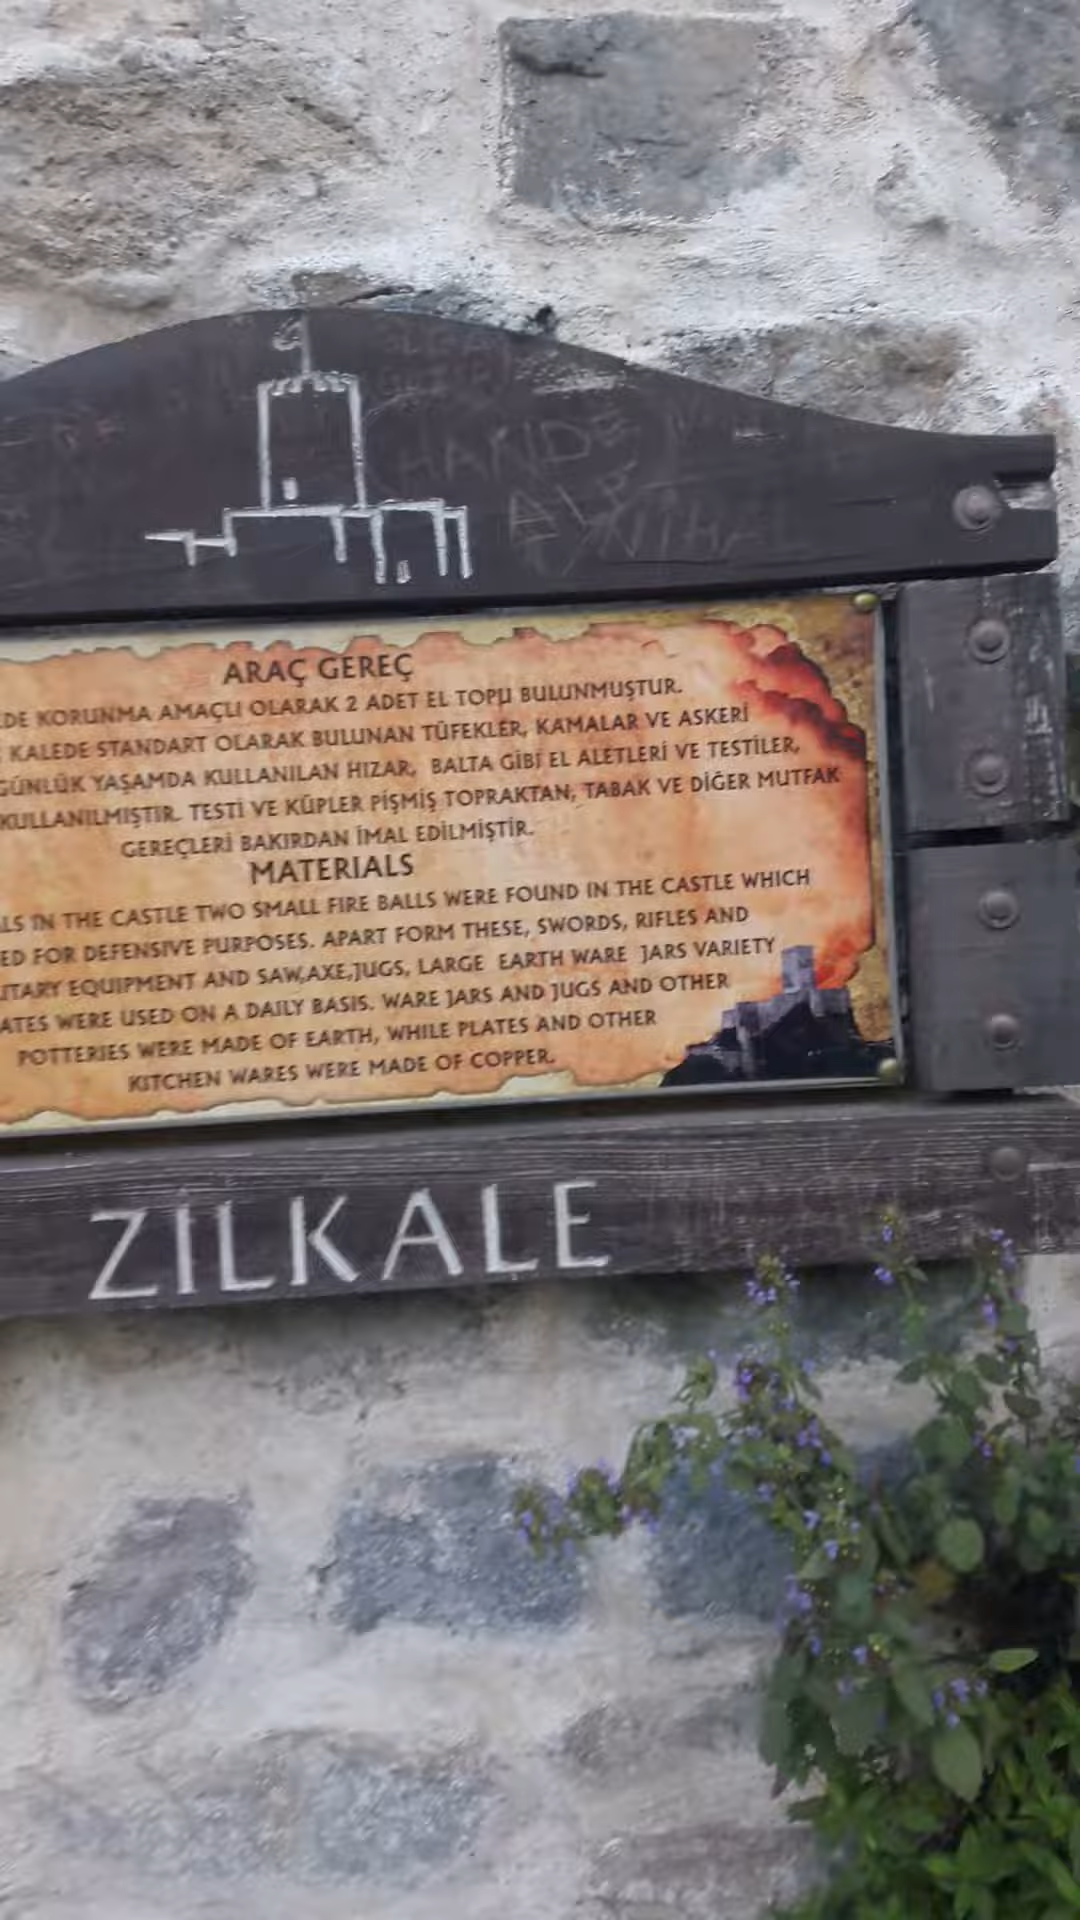 HANDE
ALP
NİHAL
ARAÇ GEREÇ
KORUNMA AMAÇLI OLARAK 2 ADET EL TOPU BULUNMUŞTUR.
KALEDE STANDART OLARAK BULUNAN TÜFEKLER, KAMALAR VE ASKERİ
GÜNLÜK YAŞAMDA KULLANILAN HIZAR, BALTA GİBİ EL ALETLERİ VE TESTİLER,
KULLANILMIŞTIR. TESTİ VE KÜPLER PİŞMİŞ TOPRAKTAN, TABAK VE DİĞER MUTFAK
GEREÇLERİ BAKIRDAN İMAL EDİLMİŞTİR.
MATERIALS
IN THE CASTLE TWO SMALL FIRE BALLS WERE FOUND IN THE CASTLE WHICH
FOR DEFENSIVE PURPOSES. APART FORM THESE, SWORDS, RIFLES AND
EQUIPMENT AND SAW,AXE,JUGS, LARGE EARTH WARE JARS VARIETY
WERE USED ON A DAILY BASIS. WARE JARS AND JUGS AND OTHER
POTTERIES WERE MADE OF EARTH, WHILE PLATES AND OTHER
KITCHEN WARES WERE MADE OF COPPER.
ZİLKALE